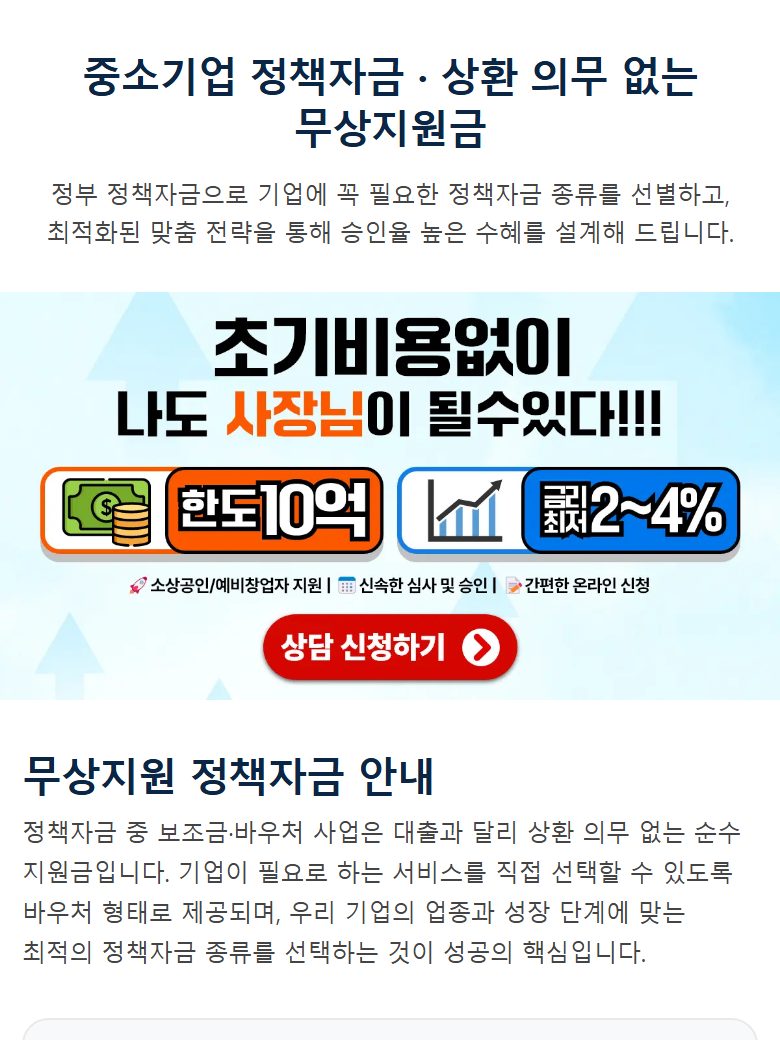 중소기업 정책자금 · 상환 의무 없는
무상지원금
정부 정책자금으로 기업에 꼭 필요한 정책자금 종류를 선별하고,
최적화된 맞춤 전략을 통해 승인율 높은 수혜를 설계해 드립니다.
초기비용없이
나도 사장님이 될수있다!!!
$
한도10억
금리
최저
2~4%
소상공인/예비창업자 지원 | 신속한 심사 및 승인 | 간편한 온라인 신청
상담 신청하기
무상지원 정책자금 안내
정책자금 중 보조금·바우처 사업은 대출과 달리 상환 의무 없는 순수
지원금입니다. 기업이 필요로 하는 서비스를 직접 선택할 수 있도록
바우처 형태로 제공되며, 우리 기업의 업종과 성장 단계에 맞는
최적의 정책자금 종류를 선택하는 것이 성공의 핵심입니다.